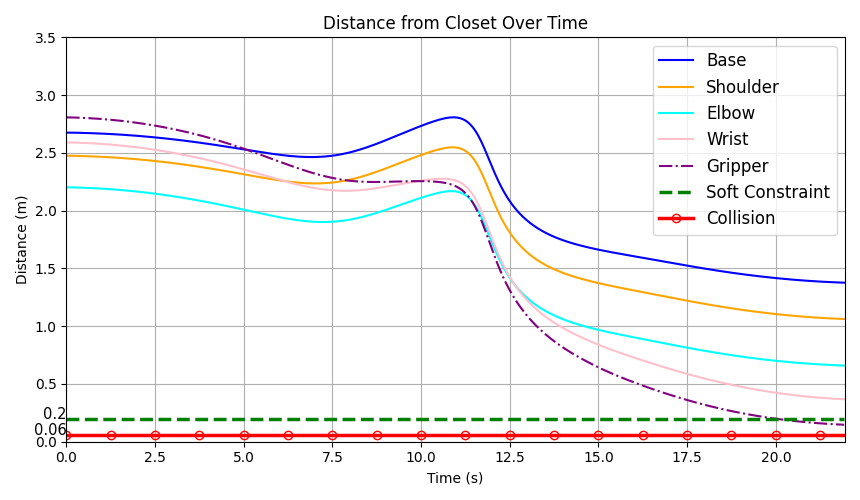 Distance from Closet Over Time
Distance (m)
3.5
3.0
2.5
2.0
1.5
1.0
0.5
0.2
0.06
0.0
Base
Shoulder
Elbow
Wrist
Gripper
Soft Constraint
Collision
0.0 2.5 5.0 7.5 10.0 12.5 15.0 17.5 20.0
Time (s)